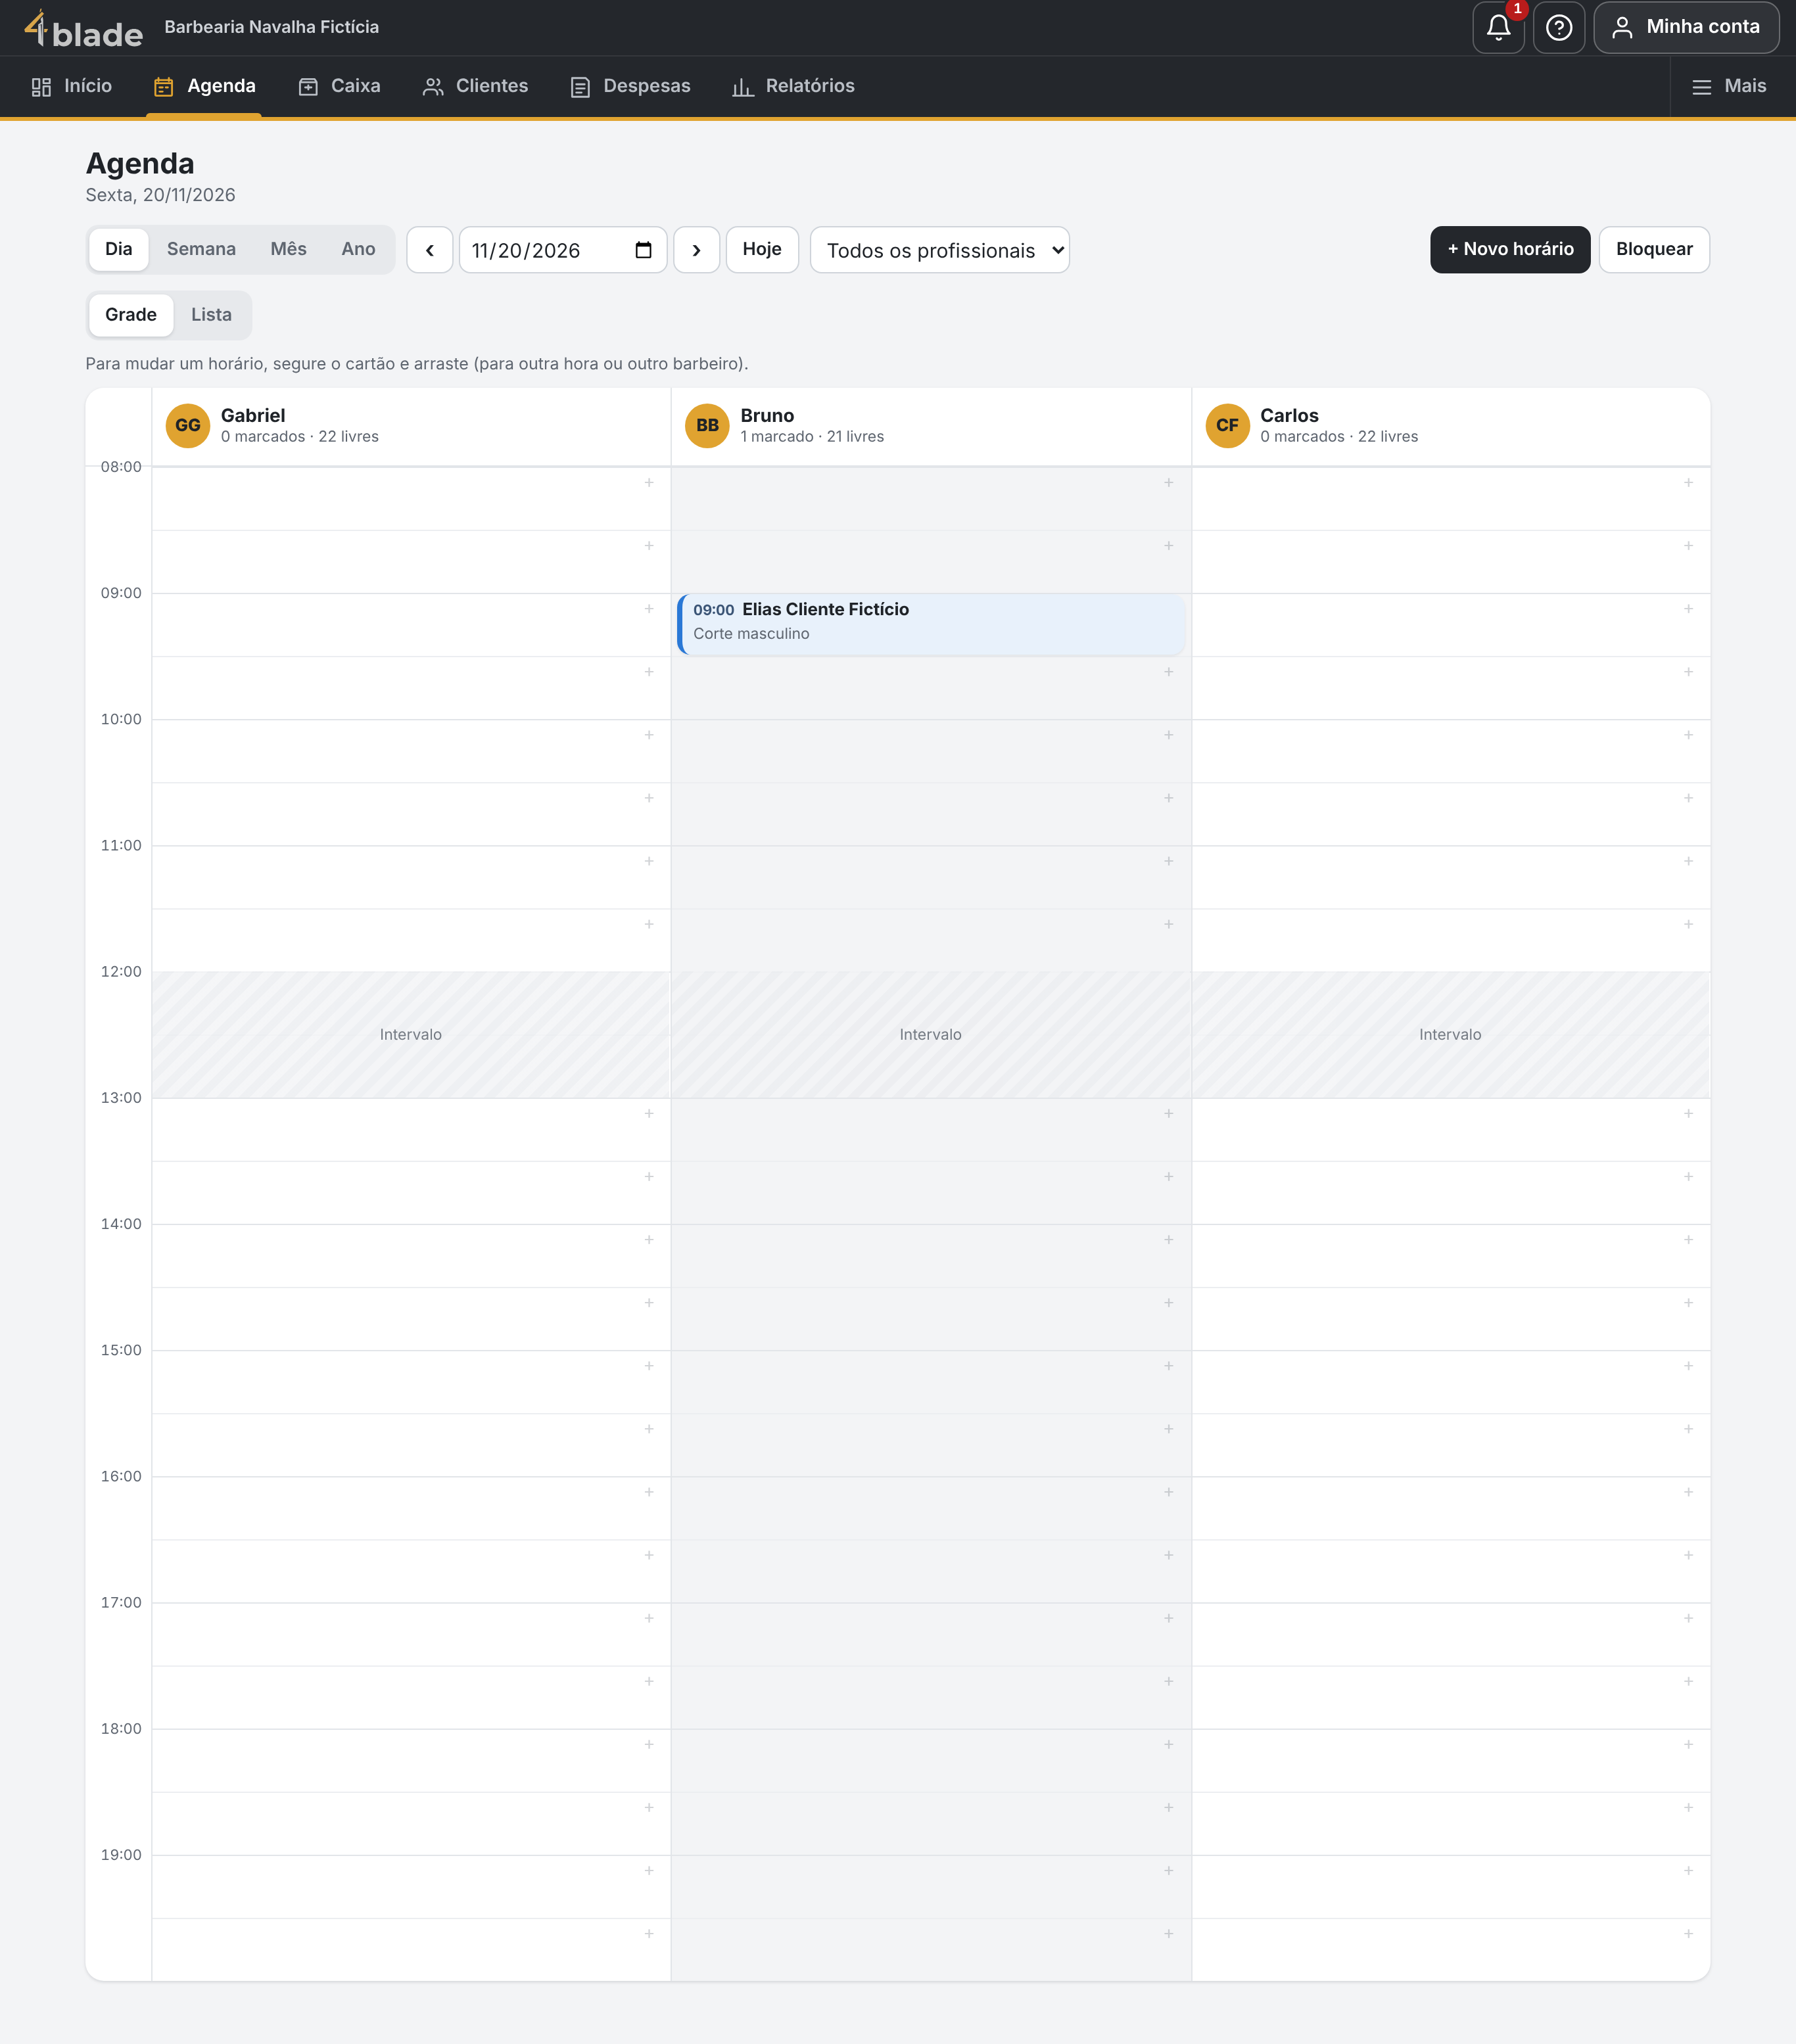 4blade
Barbearia Navalha Fictícia
1
Minha conta
Início
Agenda
Caixa
Clientes
Despesas
Relatórios
Mais
Agenda
Sexta, 20/11/2026
Dia
Semana
Mês
Ano
‹
11/20/2026
›
Hoje
Todos os profissionais
+ Novo horário
Bloquear
Grade
Lista
Para mudar um horário, segure o cartão e arraste (para outra hora ou outro barbeiro).
GG
Gabriel
0 marcados · 22 livres
BB
Bruno
1 marcado · 21 livres
CF
Carlos
0 marcados · 22 livres
08:00
09:00
09:00 Elias Cliente Fictício
Corte masculino
10:00
11:00
12:00
Intervalo
Intervalo
Intervalo
13:00
14:00
15:00
16:00
17:00
18:00
19:00